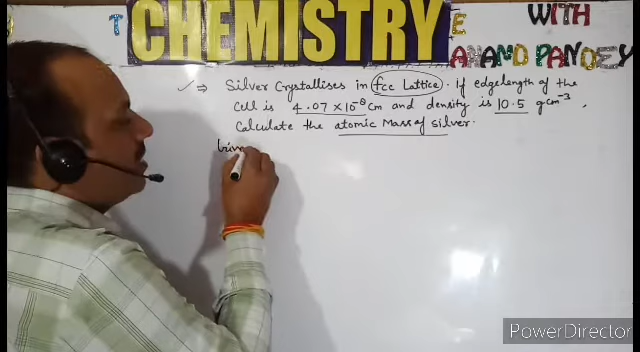 T CHEMISTRY E WITH
ANAND PANDEY
⇒ Silver Crystallises in fcc Lattice. If edgelength of the
cell is 4.07 × 10⁻⁸ cm and density is 10.5 g cm⁻³,
Calculate the atomic Mass of silver.
Give
PowerDirector